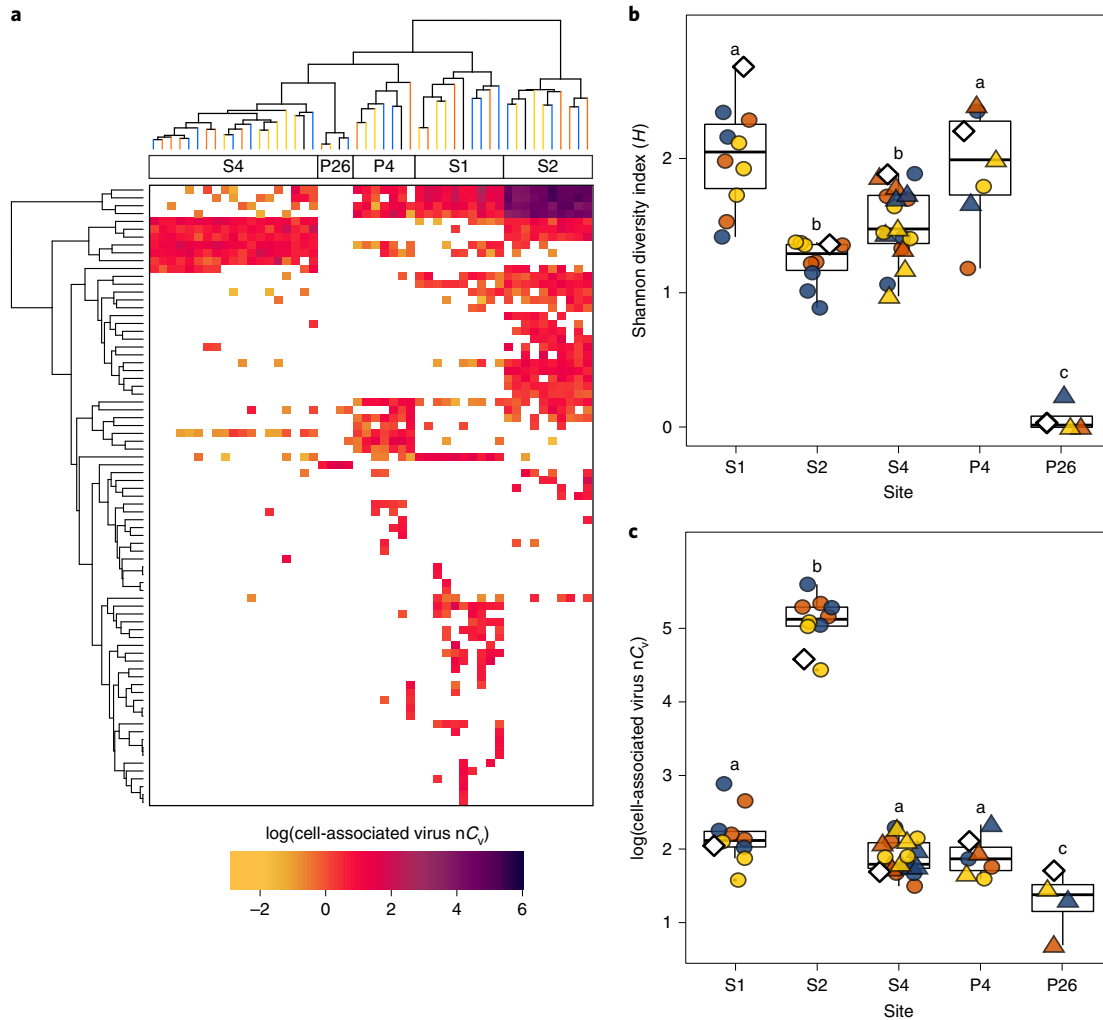 a
S4 P26 P4 S1 S2
log(cell-associated virus nCv)
−2 0 2 4 6
b
Shannon diversity index (H)
2
1
0
a
b
b
a
c
S1 S2 S4 P4 P26
Site
c
log(cell-associated virus nCv)
5
4
3
2
1
a
b
a
a
c
S1 S2 S4 P4 P26
Site